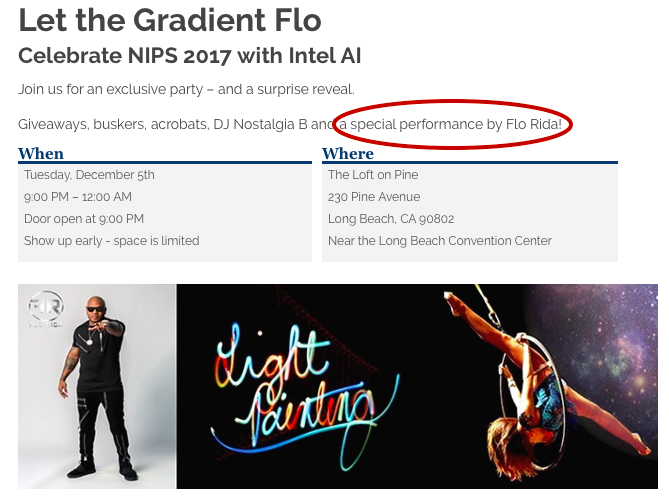 Let the Gradient Flo
Celebrate NIPS 2017 with Intel AI
Join us for an exclusive party – and a surprise reveal.
Giveaways, buskers, acrobats, DJ Nostalgia B and a special performance by Flo Rida!
When
Tuesday, December 5th
9:00 PM – 12:00 AM
Door open at 9:00 PM
Show up early - space is limited
Where
The Loft on Pine
230 Pine Avenue
Long Beach, CA 90802
Near the Long Beach Convention Center
Light
Painting